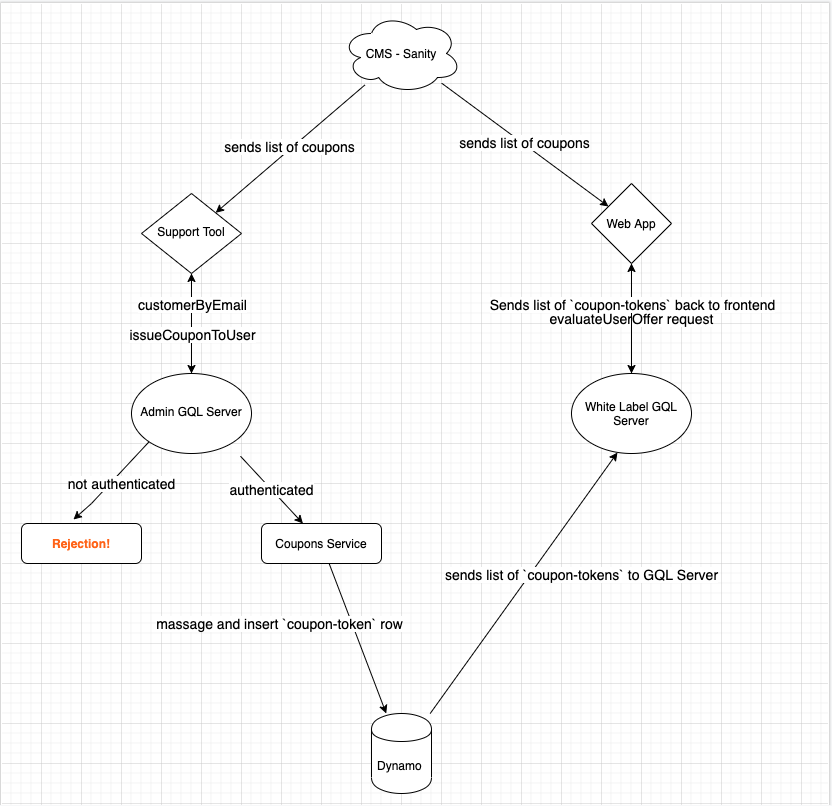 CMS - Sanity
sends list of coupons
sends list of coupons
Support Tool
Web App
customerByEmail
issueCouponToUser
Sends list of `coupon-tokens` back to frontend
evaluateUserOffer request
Admin GQL Server
White Label GQL
Server
not authenticated
authenticated
Rejection!
Coupons Service
sends list of `coupon-tokens` to GQL Server
massage and insert `coupon-token` row
Dynamo